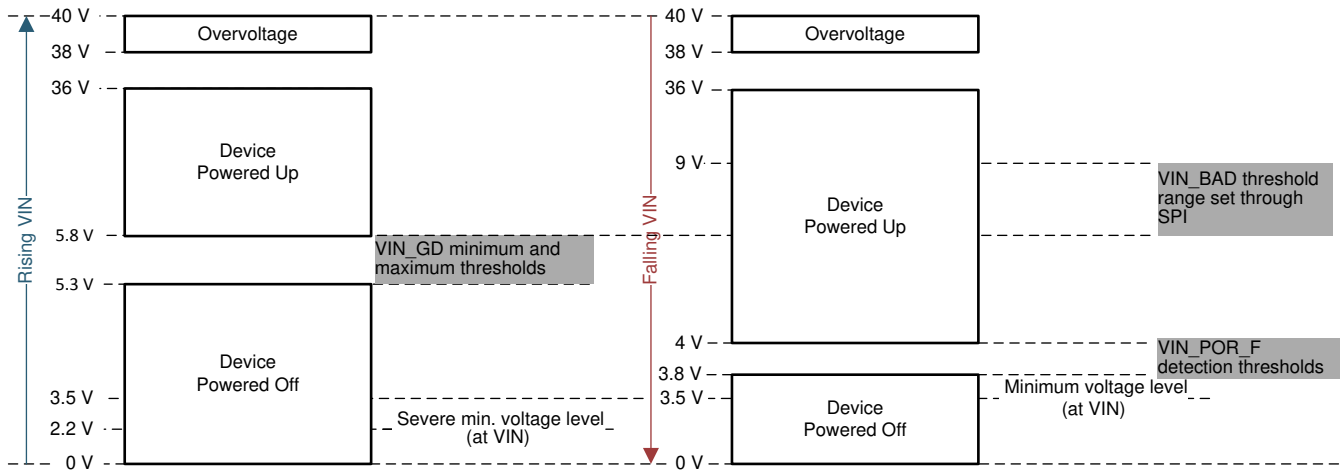 Rising VIN
40 V
Overvoltage
38 V
36 V
Device
Powered Up
5.8 V
VIN_GD minimum and
maximum thresholds
5.3 V
Device
Powered Off
3.5 V
Severe min. voltage level
(at VIN)
2.2 V
0 V
Falling VIN
40 V
Overvoltage
38 V
36 V
9 V
VIN_BAD threshold
range set through
SPI
Device
Powered Up
4 V
VIN_POR_F
detection thresholds
3.8 V
3.5 V
Minimum voltage level
(at VIN)
Device
Powered Off
0 V